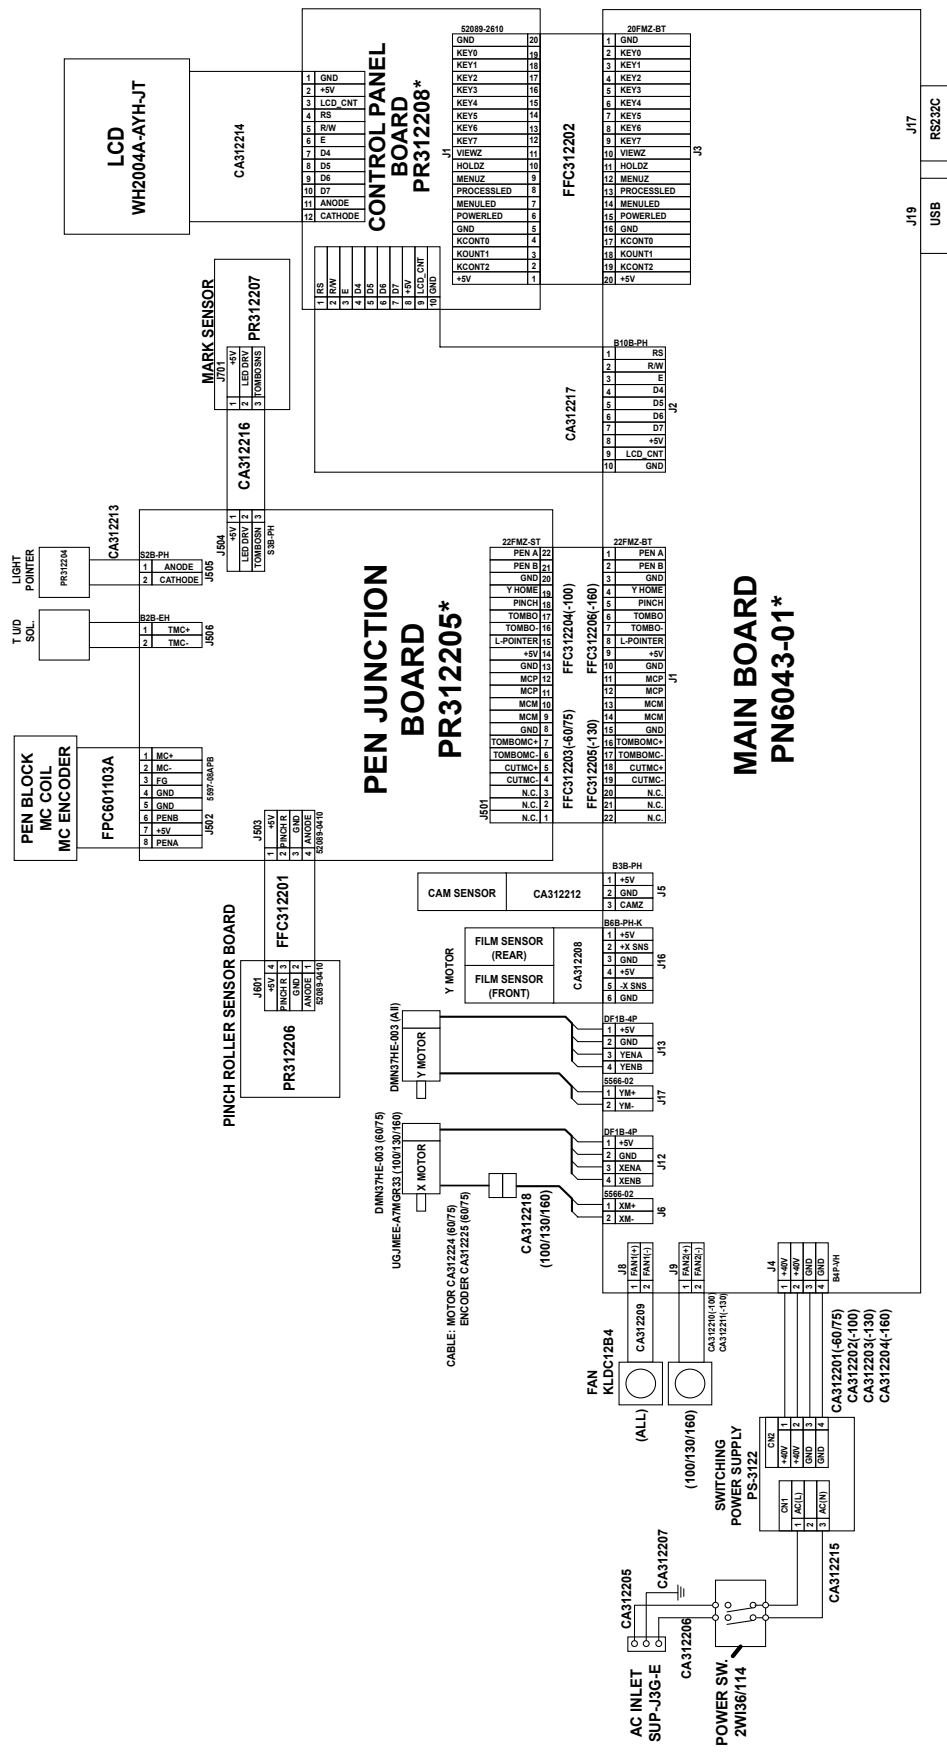 LCD
WH2004A-AYH-JT
CA312214
1 GND
2 +5V
3 LCD_CNT
4 RS
5 R/W
6 E
7 D4
8 D5
9 D6
10 D7
11 ANODE
12 CATHODE
CONTROL PANEL
BOARD
PR312208*
1 RS
2 R/W
3 E
4 D4
5 D5
6 D6
7 D7
8 +5V
9 LCD_CNT
10 GND
52089-2610
J1
GND 20
KEY0 19
KEY1 18
KEY2 17
KEY3 16
KEY4 15
KEY5 14
KEY6 13
KEY7 12
VIEWZ 11
HOLDZ 10
MENUZ 9
PROCESSLED 8
MENULED 7
POWERLED 6
GND 5
KCONT0 4
KOUNT1 3
KCONT2 2
+5V 1
FFC312202
20FMZ-BT
1 GND
2 KEY0
3 KEY1
4 KEY2
5 KEY3
6 KEY4
7 KEY5
8 KEY6
9 KEY7
10 VIEWZ
11 HOLDZ
12 MENUZ
13 PROCESSLED
14 MENULED
15 POWERLED
16 GND
17 KCONT0
18 KOUNT1
19 KCONT2
20 +5V
J3
J17
RS232C
J19
USB
MARK SENSOR
PR312207
J701
1 +5V
2 LED DRV
3 TOMBOSNS
CA312216
J504
+5V 1
LED DRV 2
TOMBOSN 3
S3B-PH
CA312217
B10B-PH
1 RS
2 R/W
3 E
4 D4
5 D5
6 D6
7 D7
8 +5V
9 LCD_CNT
10 GND
J2
LIGHT
POINTER
PR312204
CA312213
S2B-PH
1 ANODE
2 CATHODE
J505
T U/D
SOL.
B2B-EH
1 TMC+
2 TMC-
J506
PEN BLOCK
MC COIL
MC ENCODER
FPC601103A
1 MC+
2 MC-
3 FG
4 GND
5 GND
6 PENB
7 +5V
8 PENA
5597-08APB
J502
PEN JUNCTION
BOARD
PR312205*
22FMZ-ST
PEN A 22
PEN B 21
GND 20
Y HOME 19
PINCH 18
TOMBO 17
TOMBO- 16
L-POINTER 15
+5V 14
GND 13
MCP 12
MCP 11
MCM 10
MCM 9
GND 8
TOMBOMC+ 7
TOMBOMC- 6
CUTMC+ 5
CUTMC- 4
N.C. 3
N.C. 2
N.C. 1
J501
FFC312204(-100)
FFC312206(-160)
FFC312203(-60/75)
FFC312205(-130)
22FMZ-BT
1 PEN A
2 PEN B
3 GND
4 Y HOME
5 PINCH
6 TOMBO
7 TOMBO-
8 L-POINTER
9 +5V
10 GND
11 MCP
12 MCP
13 MCM
14 MCM
15 GND
16 TOMBOMC+
17 TOMBOMC-
18 CUTMC+
19 CUTMC-
20 N.C.
21 N.C.
22 N.C.
J1
MAIN BOARD
PN6043-01*
J503
1 +5V
2 PINCH R
3 GND
4 ANODE
52089-0410
FFC312201
PINCH ROLLER SENSOR BOARD
PR312206
J601
+5V 4
PINCH R 3
GND 2
ANODE 1
52089-0410
CAM SENSOR
CA312212
B3B-PH
1 +5V
2 GND
3 CAMZ
J5
Y MOTOR
FILM SENSOR
(REAR)
FILM SENSOR
(FRONT)
CA312208
B6B-PH-K
1 +5V
2 +X SNS
3 GND
4 +5V
5 -X SNS
6 GND
J16
DMN37HE-003 (All)
Y MOTOR
DF1B-4P
1 +5V
2 GND
3 YENA
4 YENB
J13
5566-02
1 YM+
2 YM-
J17
DMN37HE-003 (60/75)
UGJMEE-A7MGR33 (100/130/160)
X MOTOR
CABLE: MOTOR CA312224 (60/75)
ENCODER CA312225 (60/75)
CA312218
(100/130/160)
DF1B-4P
1 +5V
2 GND
3 XENA
4 XENB
J12
5566-02
1 XM+
2 XM-
J6
FAN
KLDC12B4
(ALL)
CA312209
J8
1 FAN1(+)
2 FAN1(-)
(100/130/160)
CA312210(-100)
CA312211(-130)
J9
1 FAN2(+)
2 FAN2(-)
J4
1 +40V
2 +40V
3 GND
4 GND
B4P-VH
CA312201(-60/75)
CA312202(-100)
CA312203(-130)
CA312204(-160)
SWITCHING
POWER SUPPLY
PS-3122
CN2
+40V 1
+40V 2
GND 3
GND 4
CN1
1 AC(L)
2
3 AC(N)
CA312215
CA312205
CA312207
CA312206
AC INLET
SUP-J3G-E
POWER SW.
2WI36/114